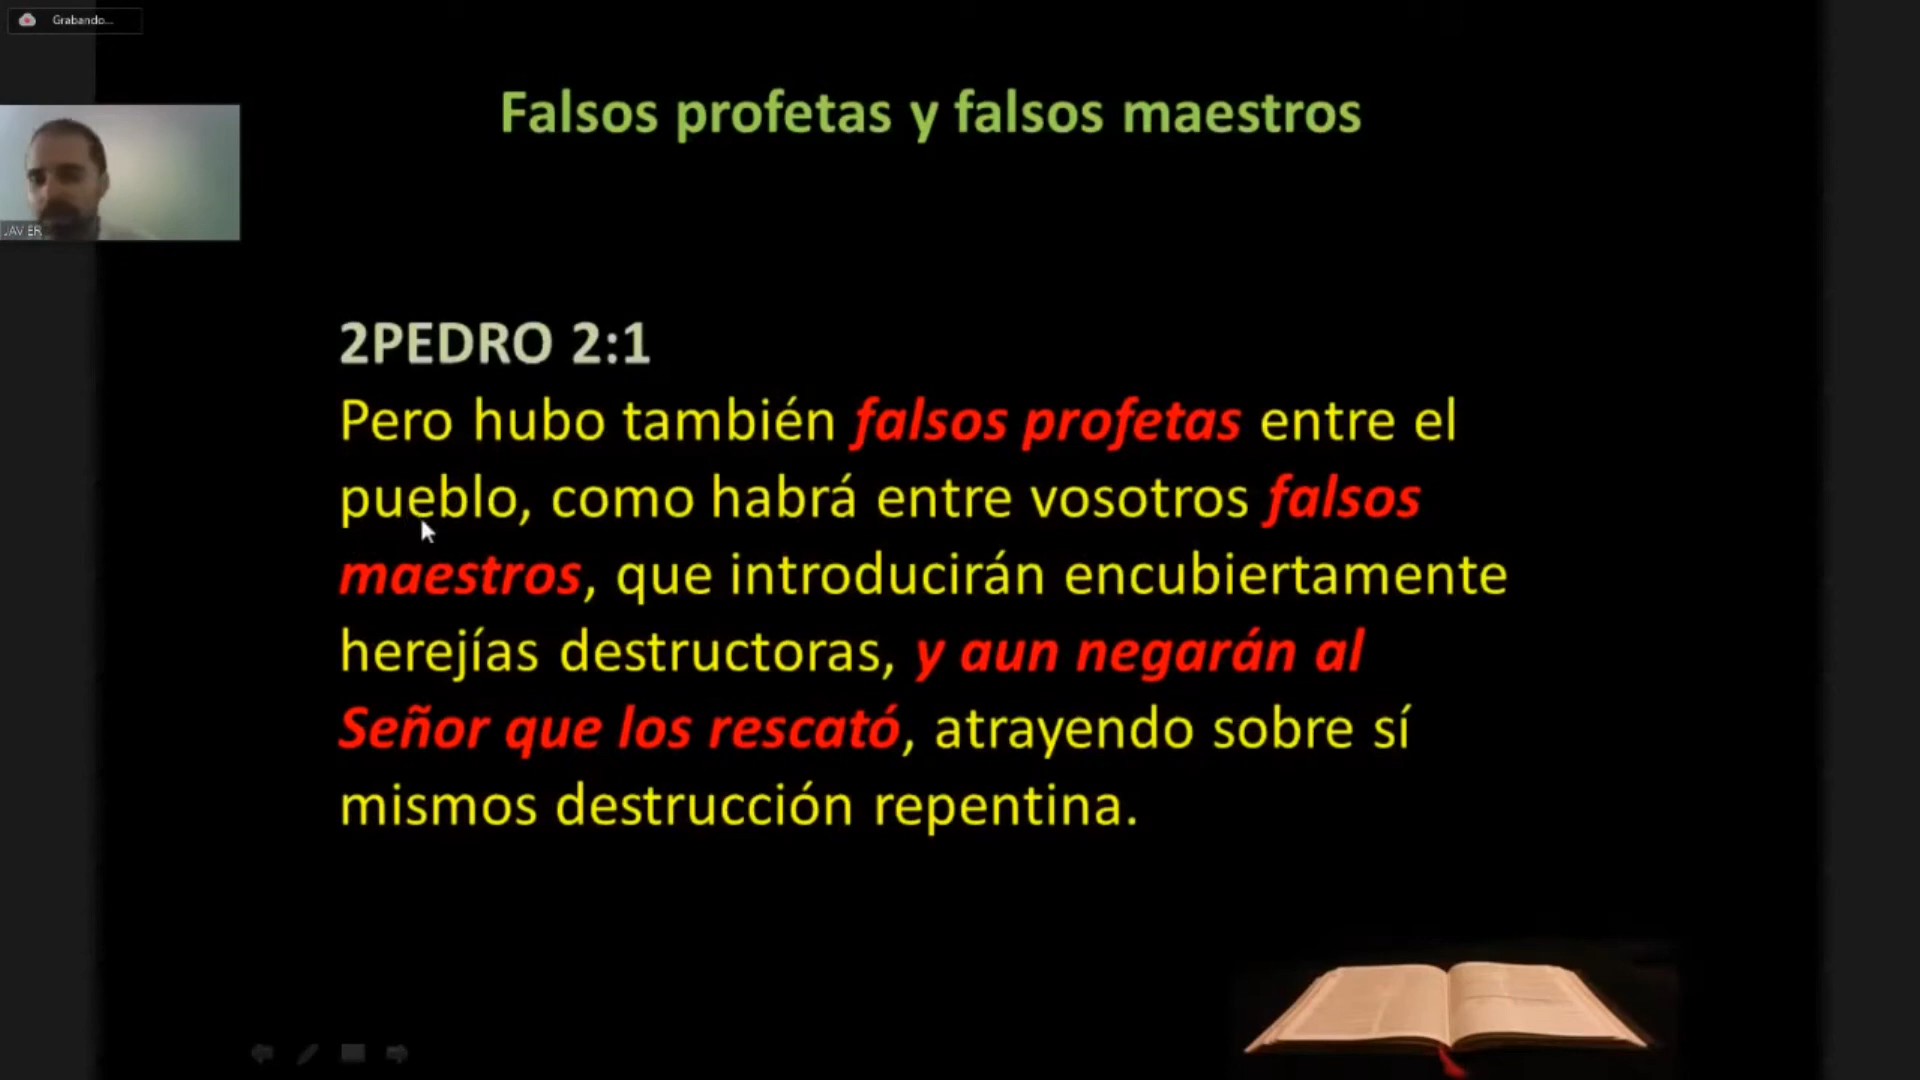 Grabando...
Falsos profetas y falsos maestros
JAVIER
2PEDRO 2:1
Pero hubo también falsos profetas entre el
pueblo, como habrá entre vosotros falsos
maestros, que introducirán encubiertamente
herejías destructoras, y aun negarán al
Señor que los rescató, atrayendo sobre sí
mismos destrucción repentina.